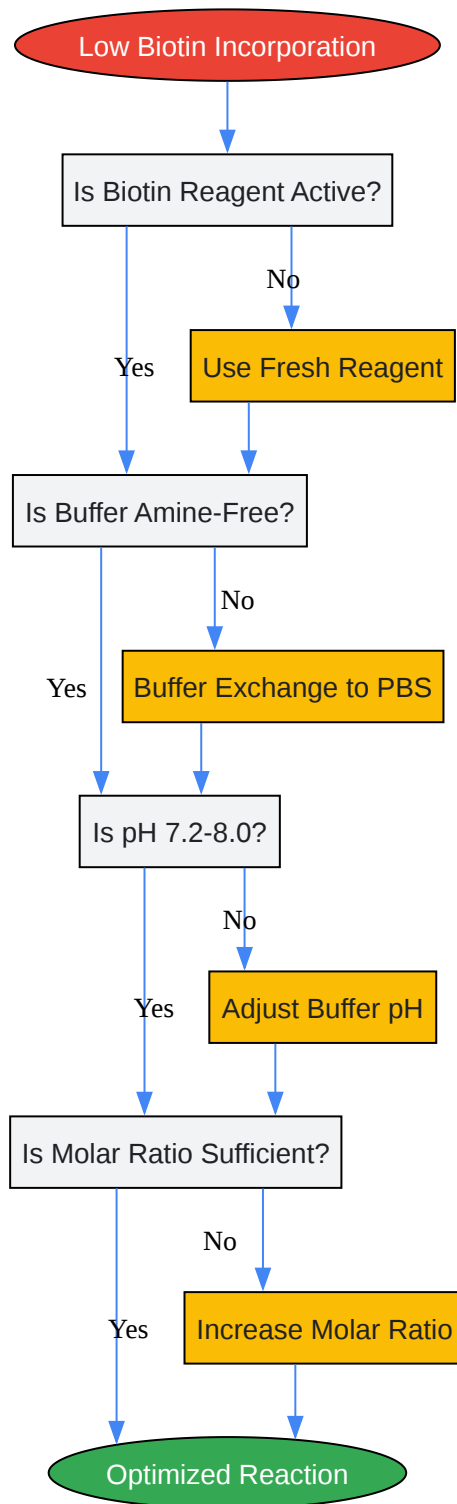 Low Biotin Incorporation
Is Biotin Reagent Active?
No
Yes
Use Fresh Reagent
Is Buffer Amine-Free?
No
Yes
Buffer Exchange to PBS
Is pH 7.2-8.0?
No
Yes
Adjust Buffer pH
Is Molar Ratio Sufficient?
No
Yes
Increase Molar Ratio
Optimized Reaction